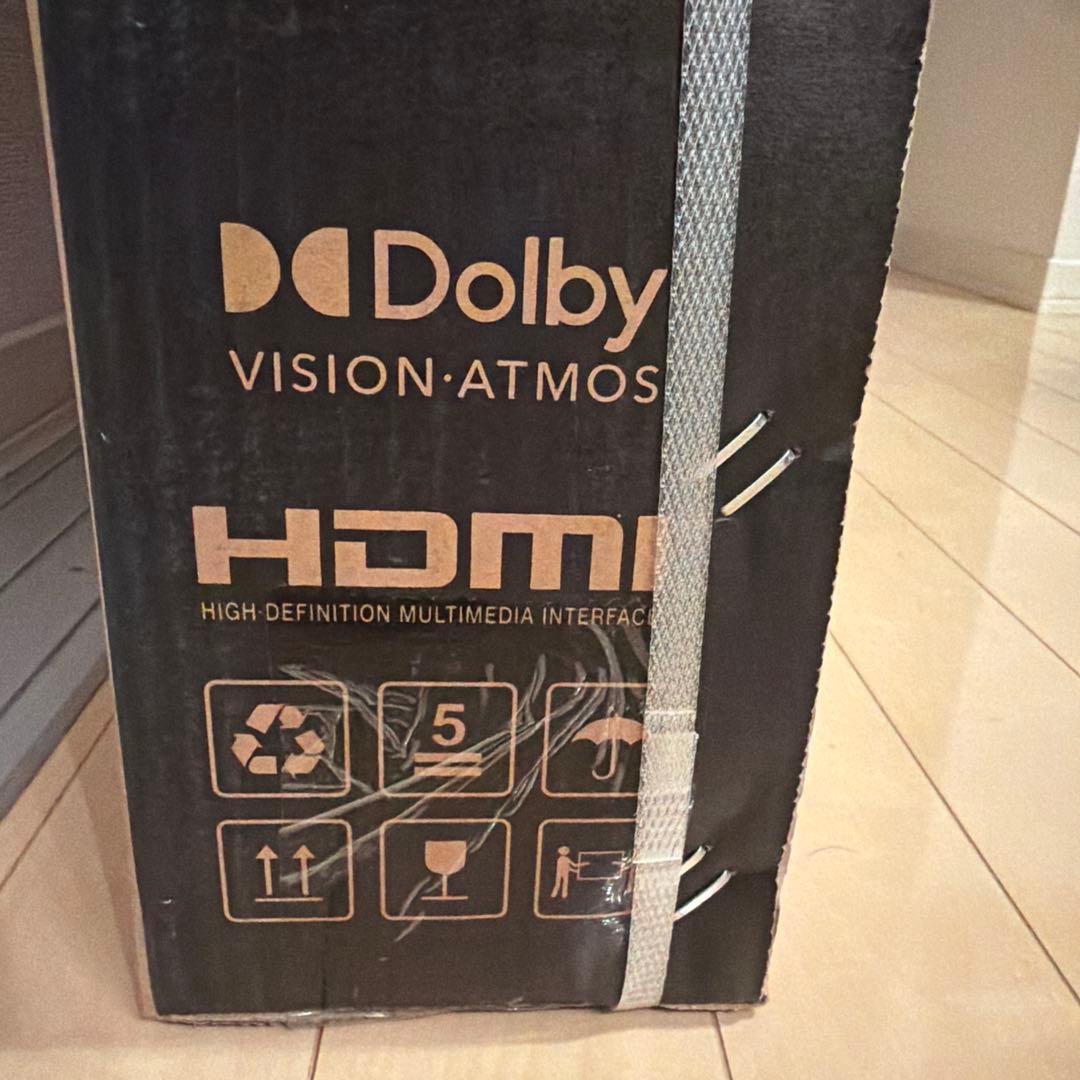 Dolby
VISION·ATMOS
HDMI
HIGH-DEFINITION MULTIMEDIA INTERFAC
5